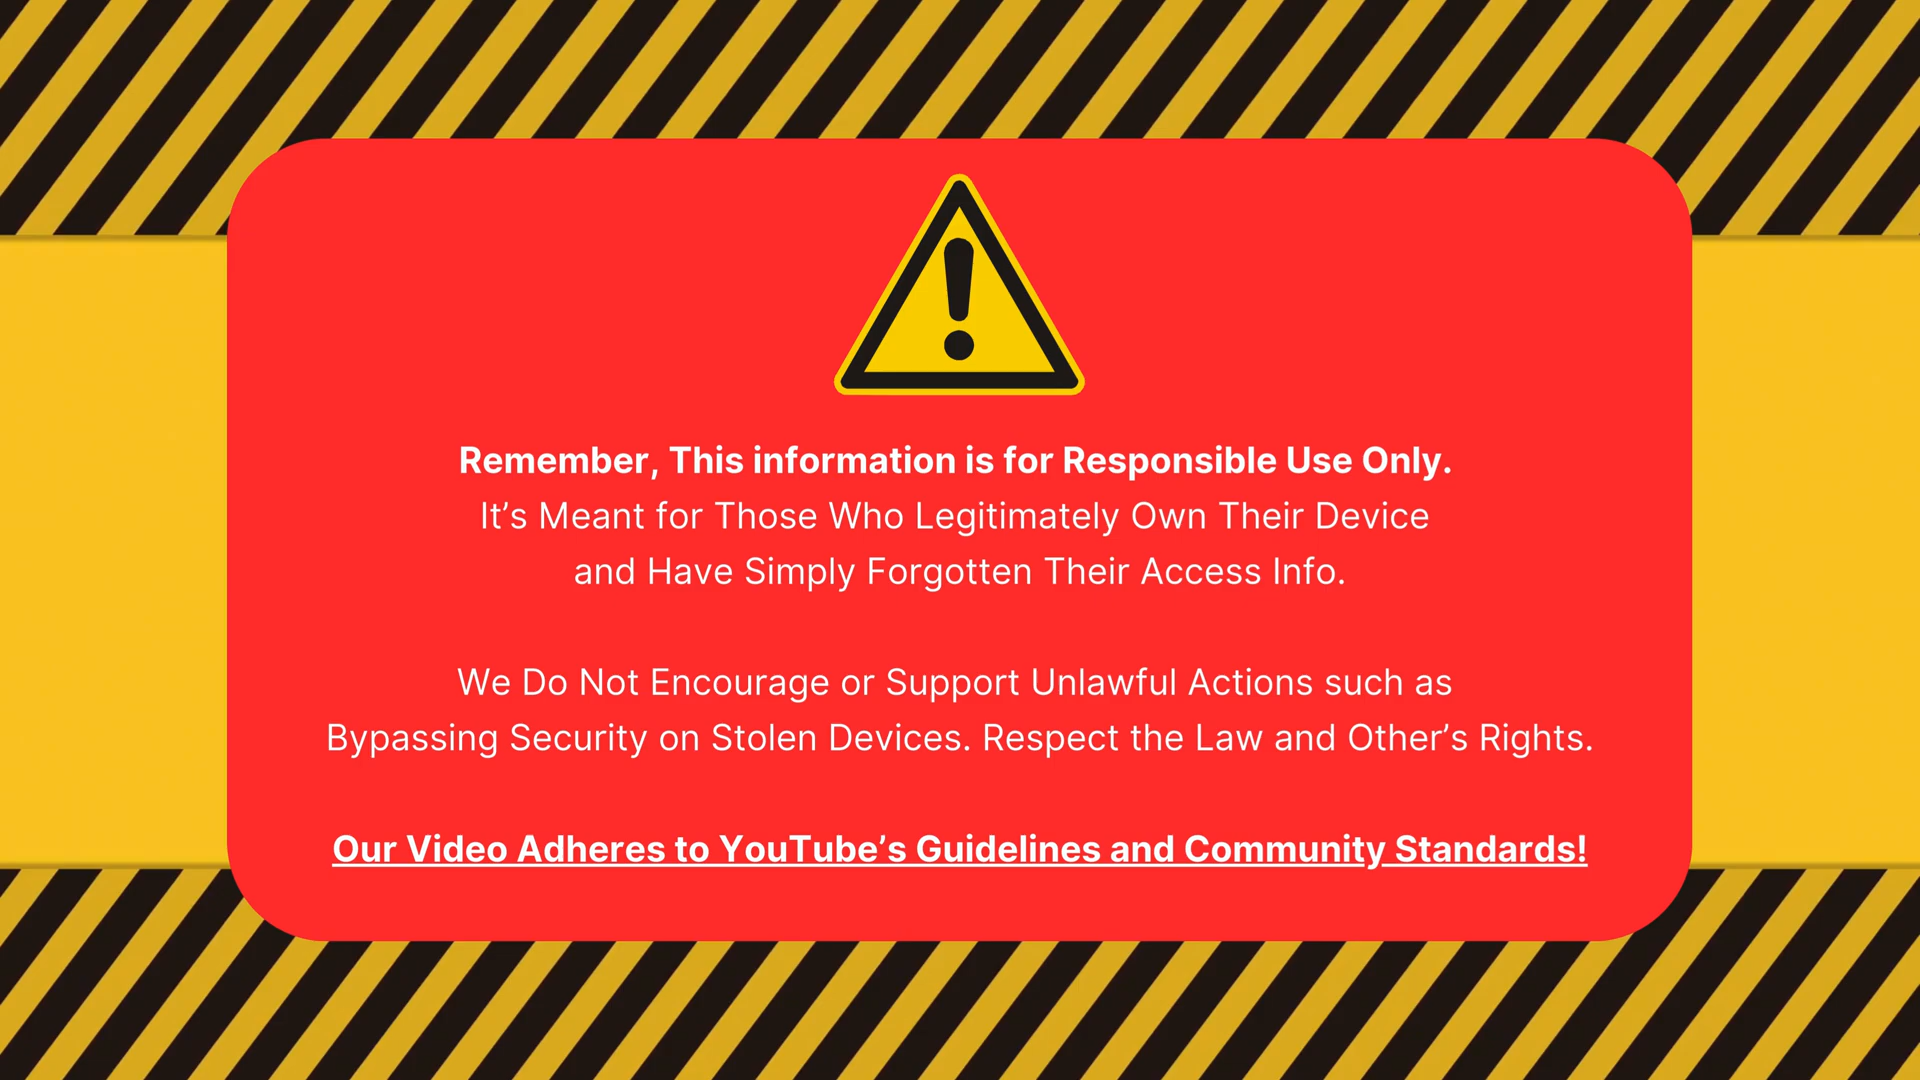 Remember, This information is for Responsible Use Only.
It’s Meant for Those Who Legitimately Own Their Device
and Have Simply Forgotten Their Access Info.
We Do Not Encourage or Support Unlawful Actions such as
Bypassing Security on Stolen Devices. Respect the Law and Other’s Rights.
Our Video Adheres to YouTube’s Guidelines and Community Standards!